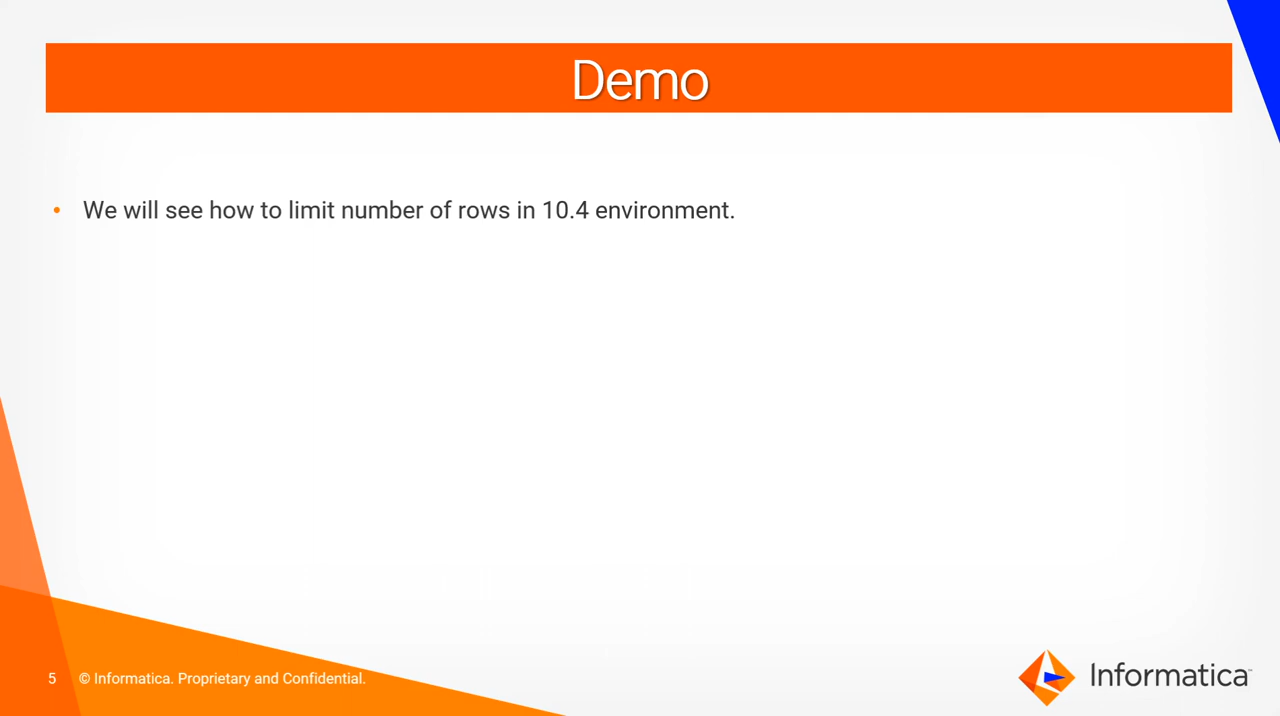 Demo
• We will see how to limit number of rows in 10.4 environment.
5 © Informatica. Proprietary and Confidential.
Informatica™